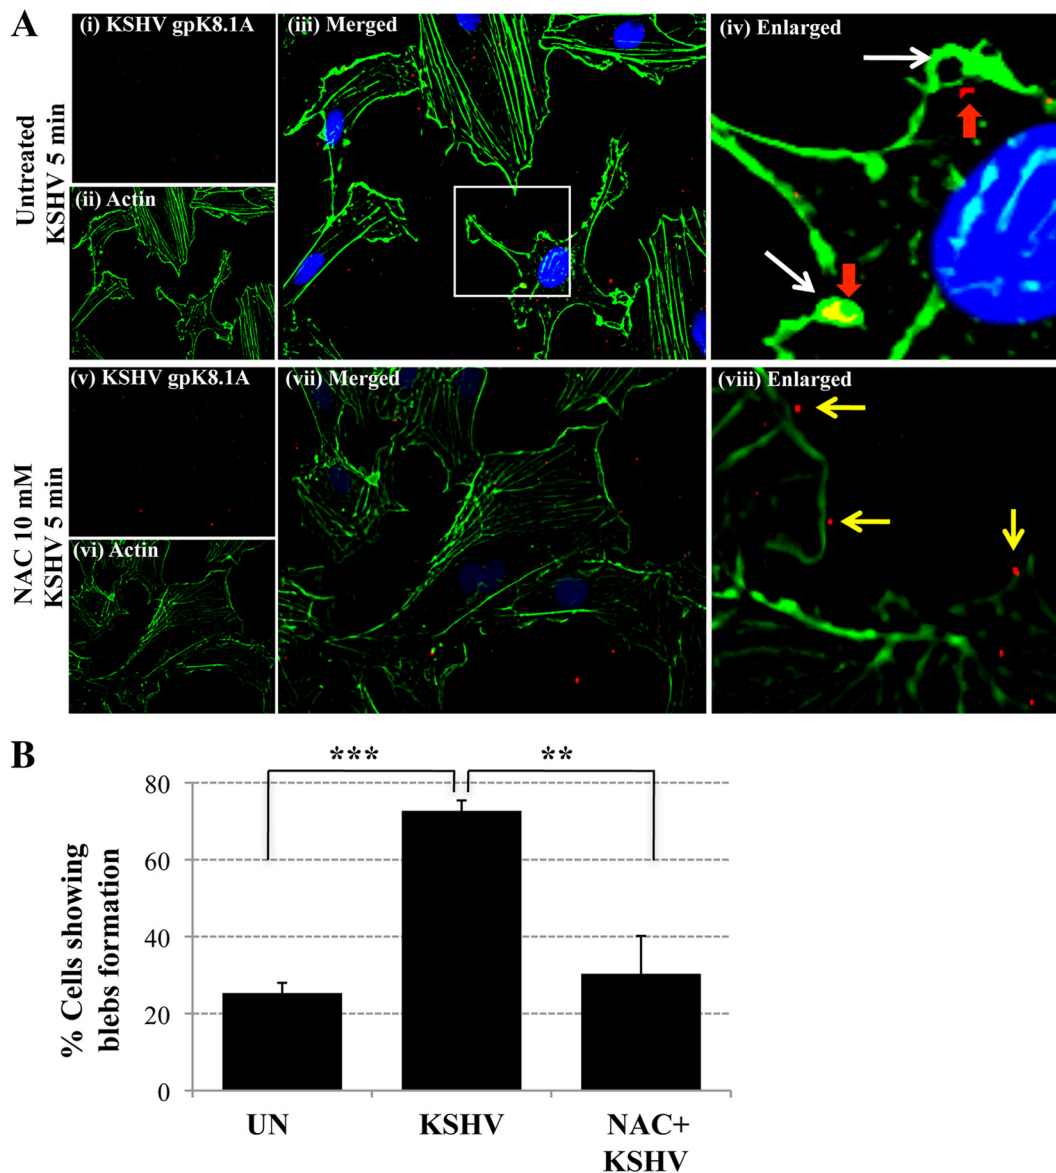 A
Untreated
KSHV 5 min
(i) KSHV gpK8.1A
(ii) Actin
(iii) Merged
(iv) Enlarged
NAC 10 mM
KSHV 5 min
(v) KSHV gpK8.1A
(vi) Actin
(vii) Merged
(viii) Enlarged
B
% Cells showing
blebs formation
***
**
80
60
40
20
0
UN
KSHV
NAC+
KSHV